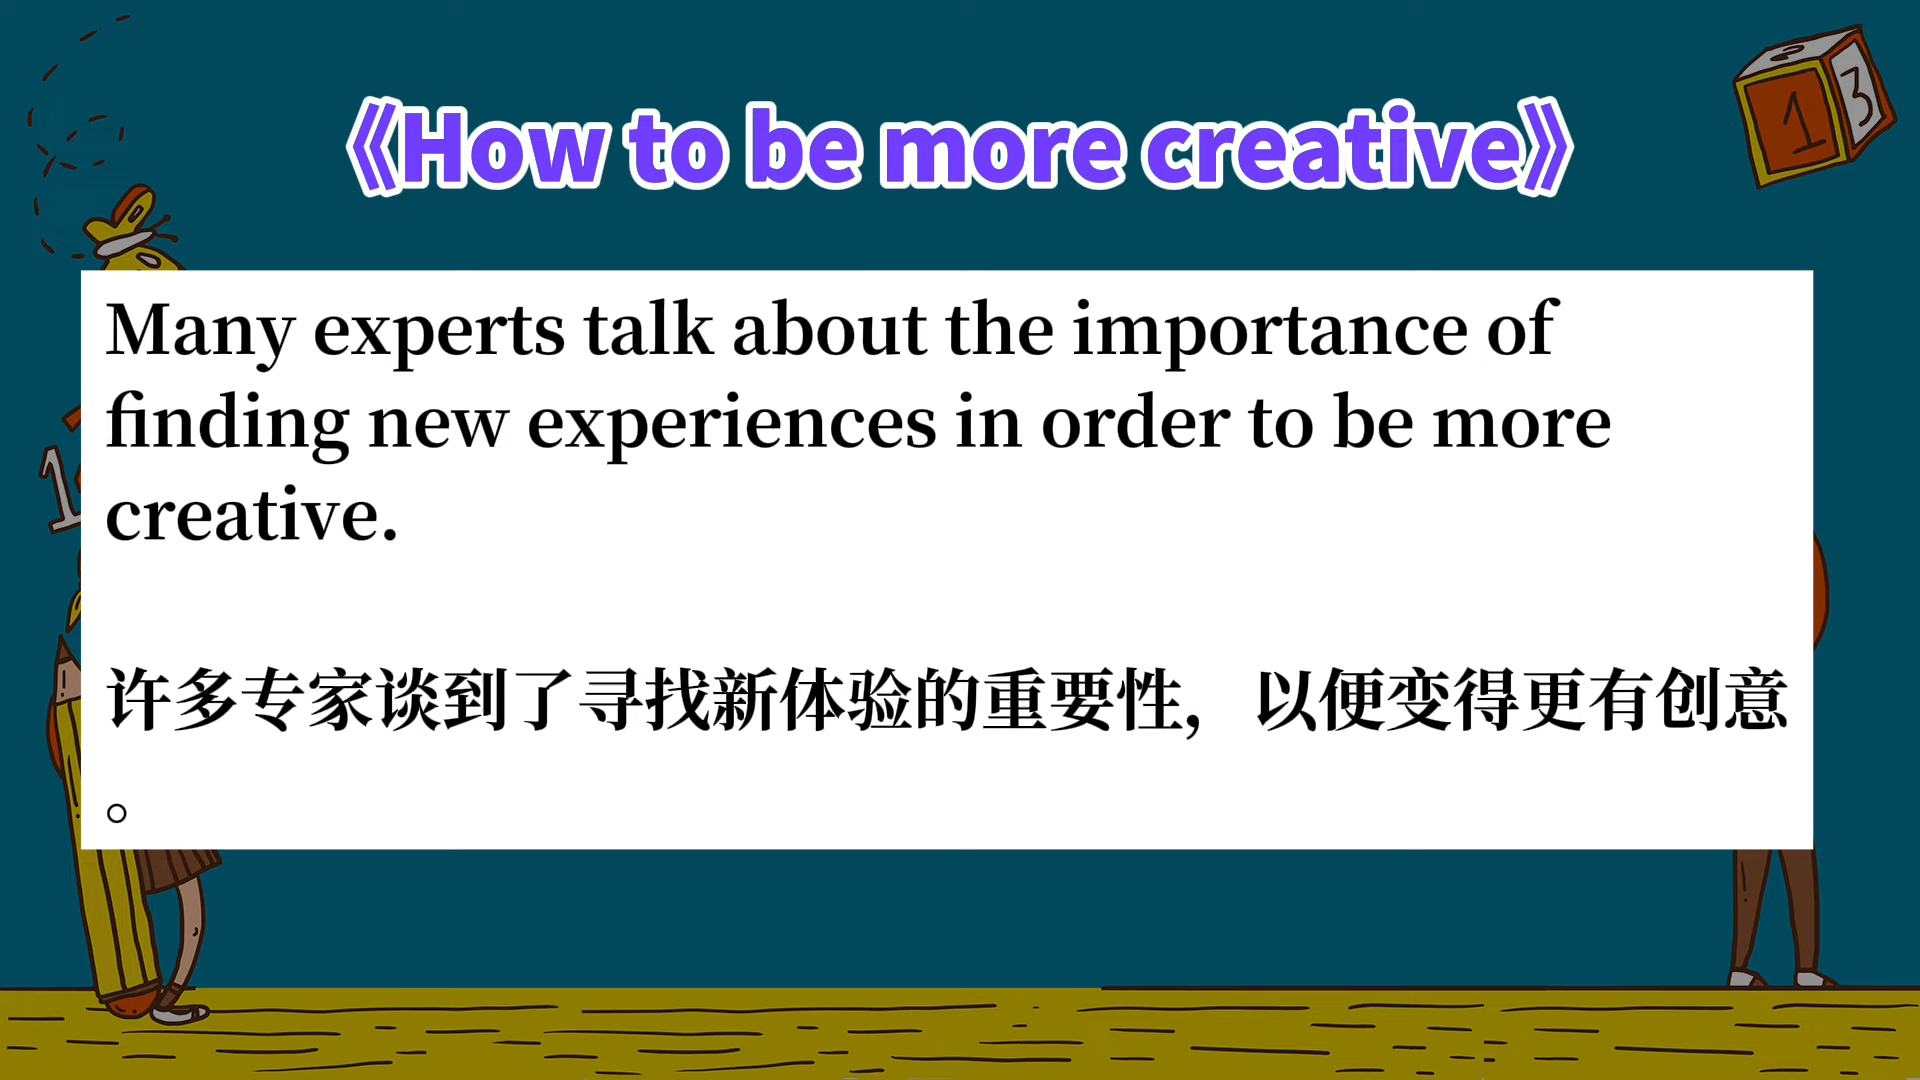 《How to be more creative》
1
3
Many experts talk about the importance of
finding new experiences in order to be more
creative.
许多专家谈到了寻找新体验的重要性，以便变得更有创意
。